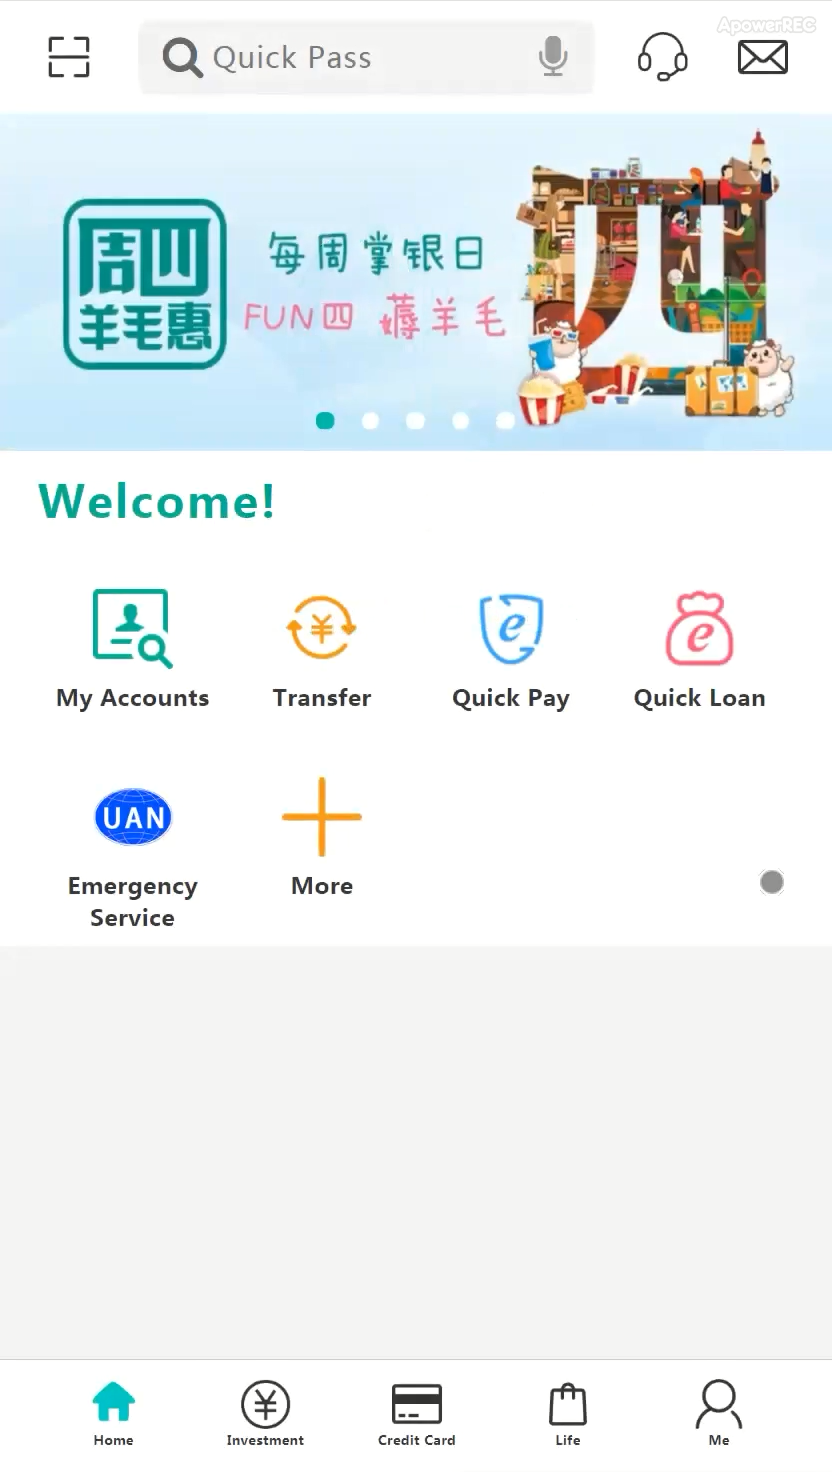 ApowerREC
Quick Pass
周四
羊毛惠
每周掌银日
FUN四 薅羊毛
四
Welcome!
My Accounts
Transfer
Quick Pay
Quick Loan
UAN
Emergency
Service
More
Home
Investment
Credit Card
Life
Me